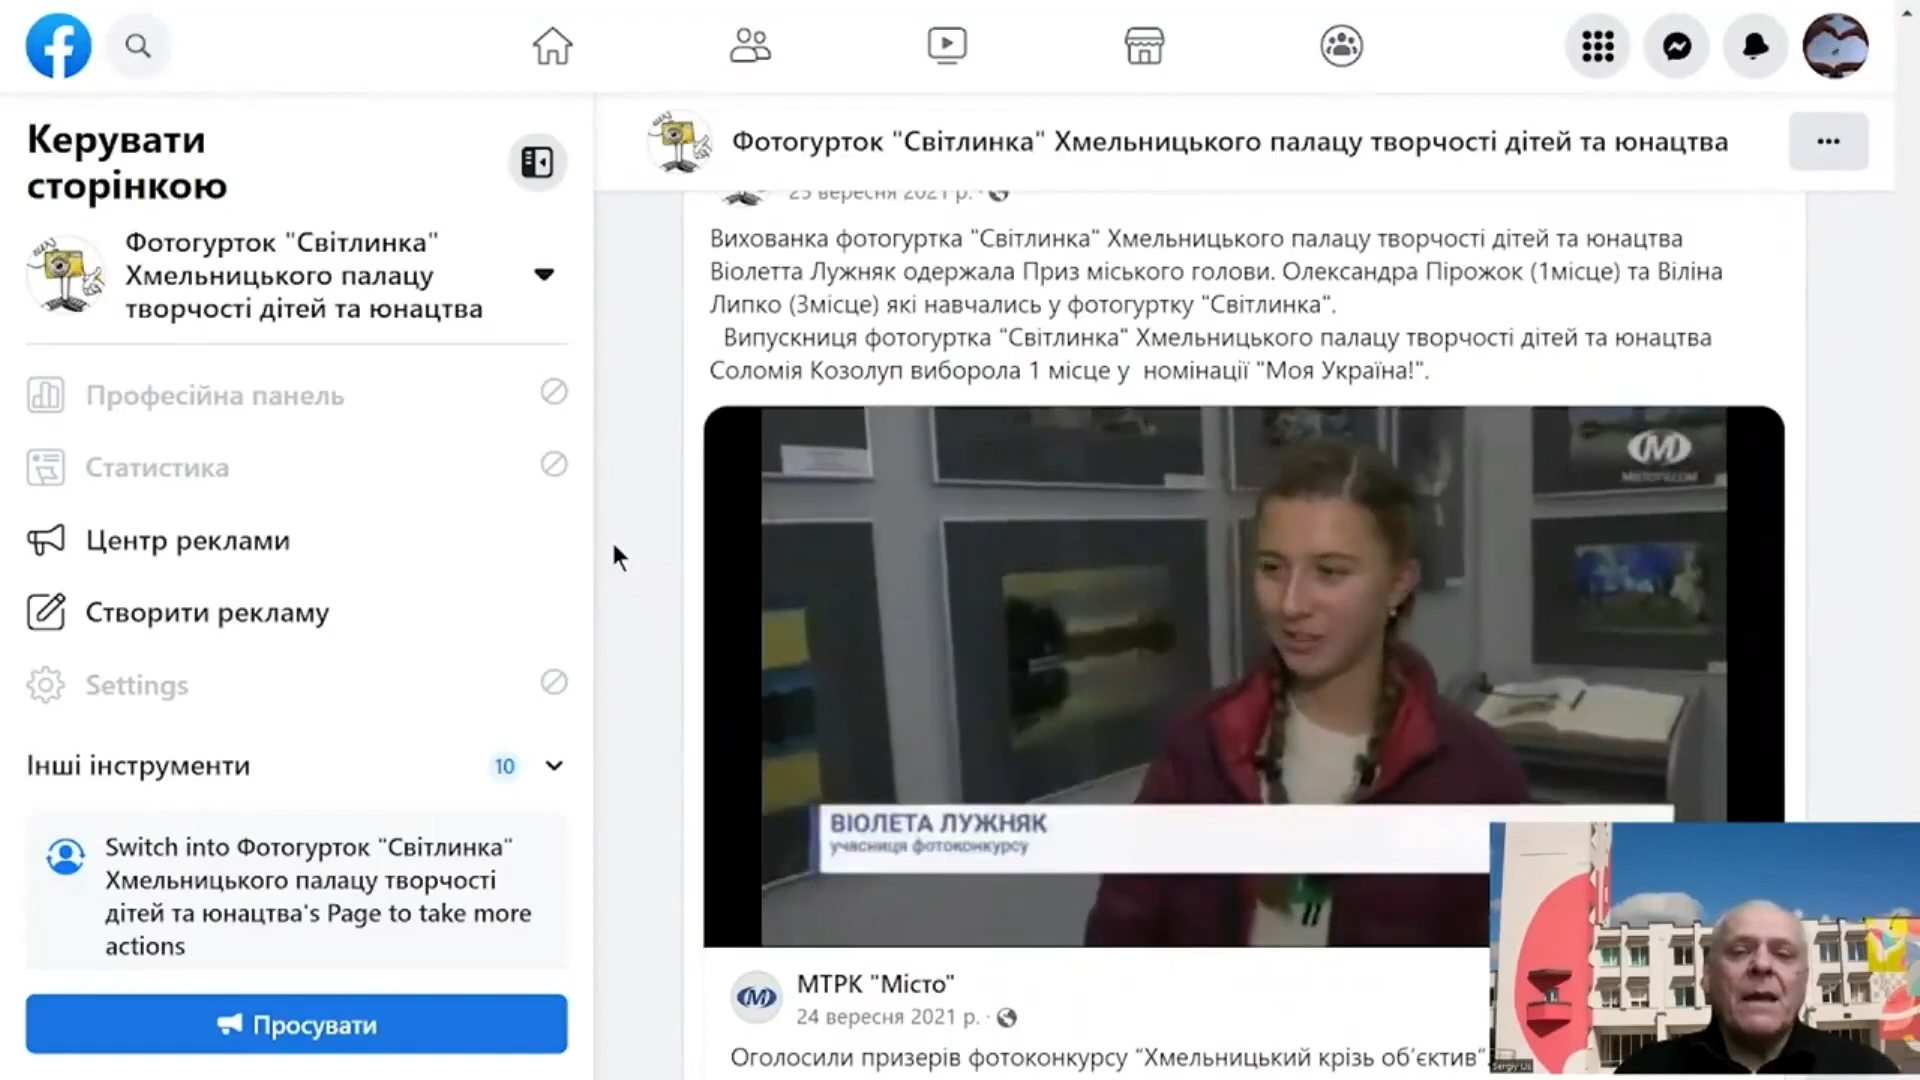 Керувати
сторінкою
Фотогурток "Світлинка"
Хмельницького палацу
творчості дітей та юнацтва
Професійна панель
Статистика
Центр реклами
Створити рекламу
Settings
Інші інструменти 10
Switch into Фотогурток "Світлинка"
Хмельницького палацу творчості
дітей та юнацтва's Page to take more
actions
Просувати
Фотогурток "Світлинка" Хмельницького палацу творчості дітей та юнацтва
25 вересня 2021 р.
Вихованка фотогуртка "Світлинка" Хмельницького палацу творчості дітей та юнацтва
Віолетта Лужняк одержала Приз міського голови. Олександра Пірожок (1місце) та Віліна
Липко (3місце) які навчались у фотогуртку "Світлинка".
Випускниця фотогуртка "Світлинка" Хмельницького палацу творчості дітей та юнацтва
Соломія Козолуп виборола 1 місце у номінації "Моя Україна!".
ВІОЛЕТА ЛУЖНЯК
учасниця фотоконкурсу
МТРК "Місто"
24 вересня 2021 р.
Оголосили призерів фотоконкурсу “Хмельницький крізь об’єктив”
Sergiy Us